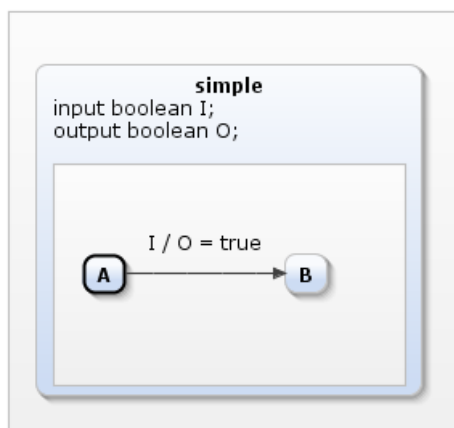 simple
input boolean I;
output boolean O;
I / O = true
A
B